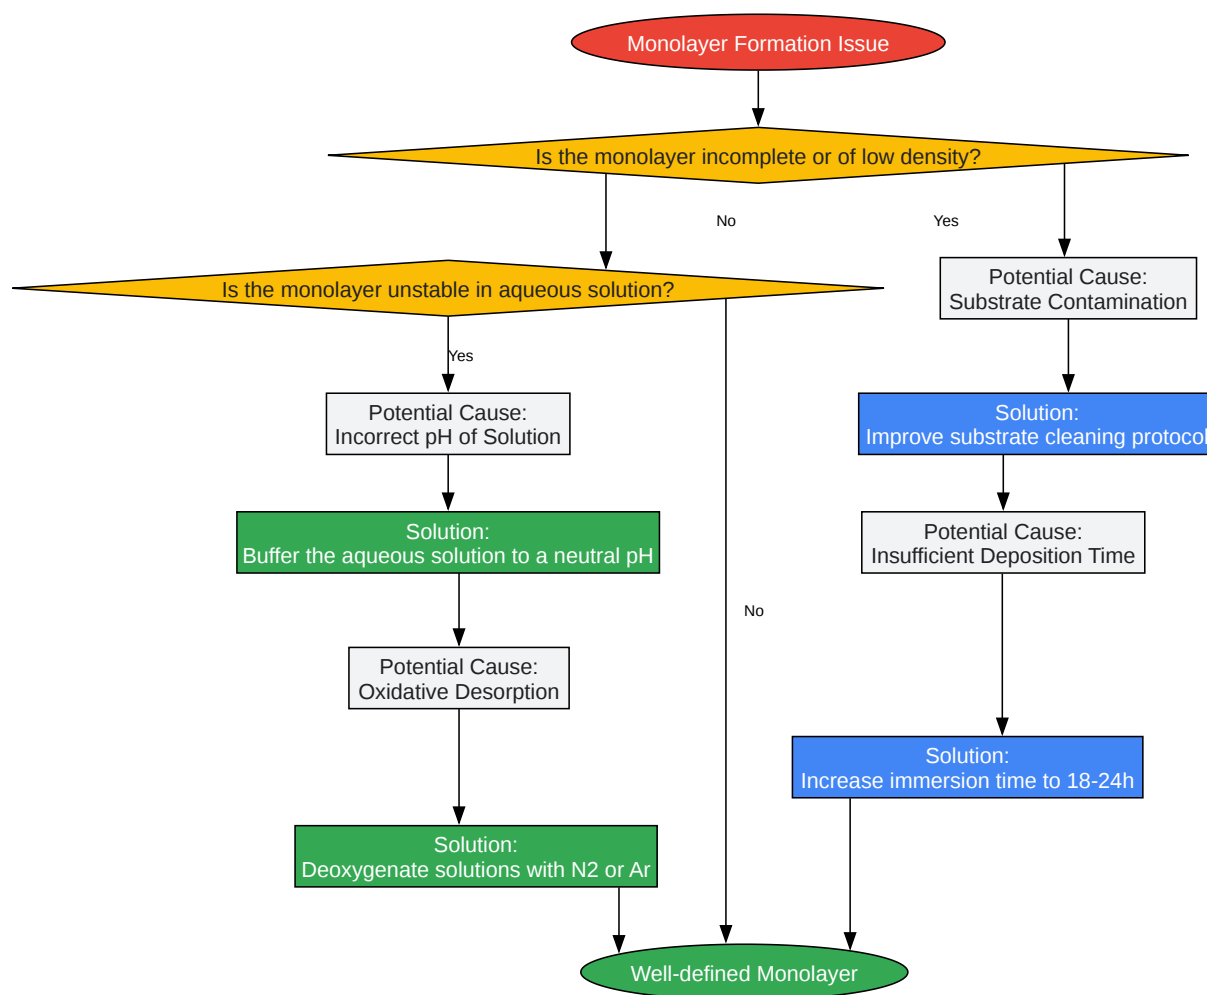 Monolayer Formation Issue
Is the monolayer incomplete or of low density?
No
Yes
Is the monolayer unstable in aqueous solution?
Potential Cause:
Substrate Contamination
Yes
Potential Cause:
Incorrect pH of Solution
Solution:
Improve substrate cleaning protocol
Solution:
Buffer the aqueous solution to a neutral pH
Potential Cause:
Insufficient Deposition Time
No
Potential Cause:
Oxidative Desorption
Solution:
Increase immersion time to 18-24h
Solution:
Deoxygenate solutions with N2 or Ar
Well-defined Monolayer